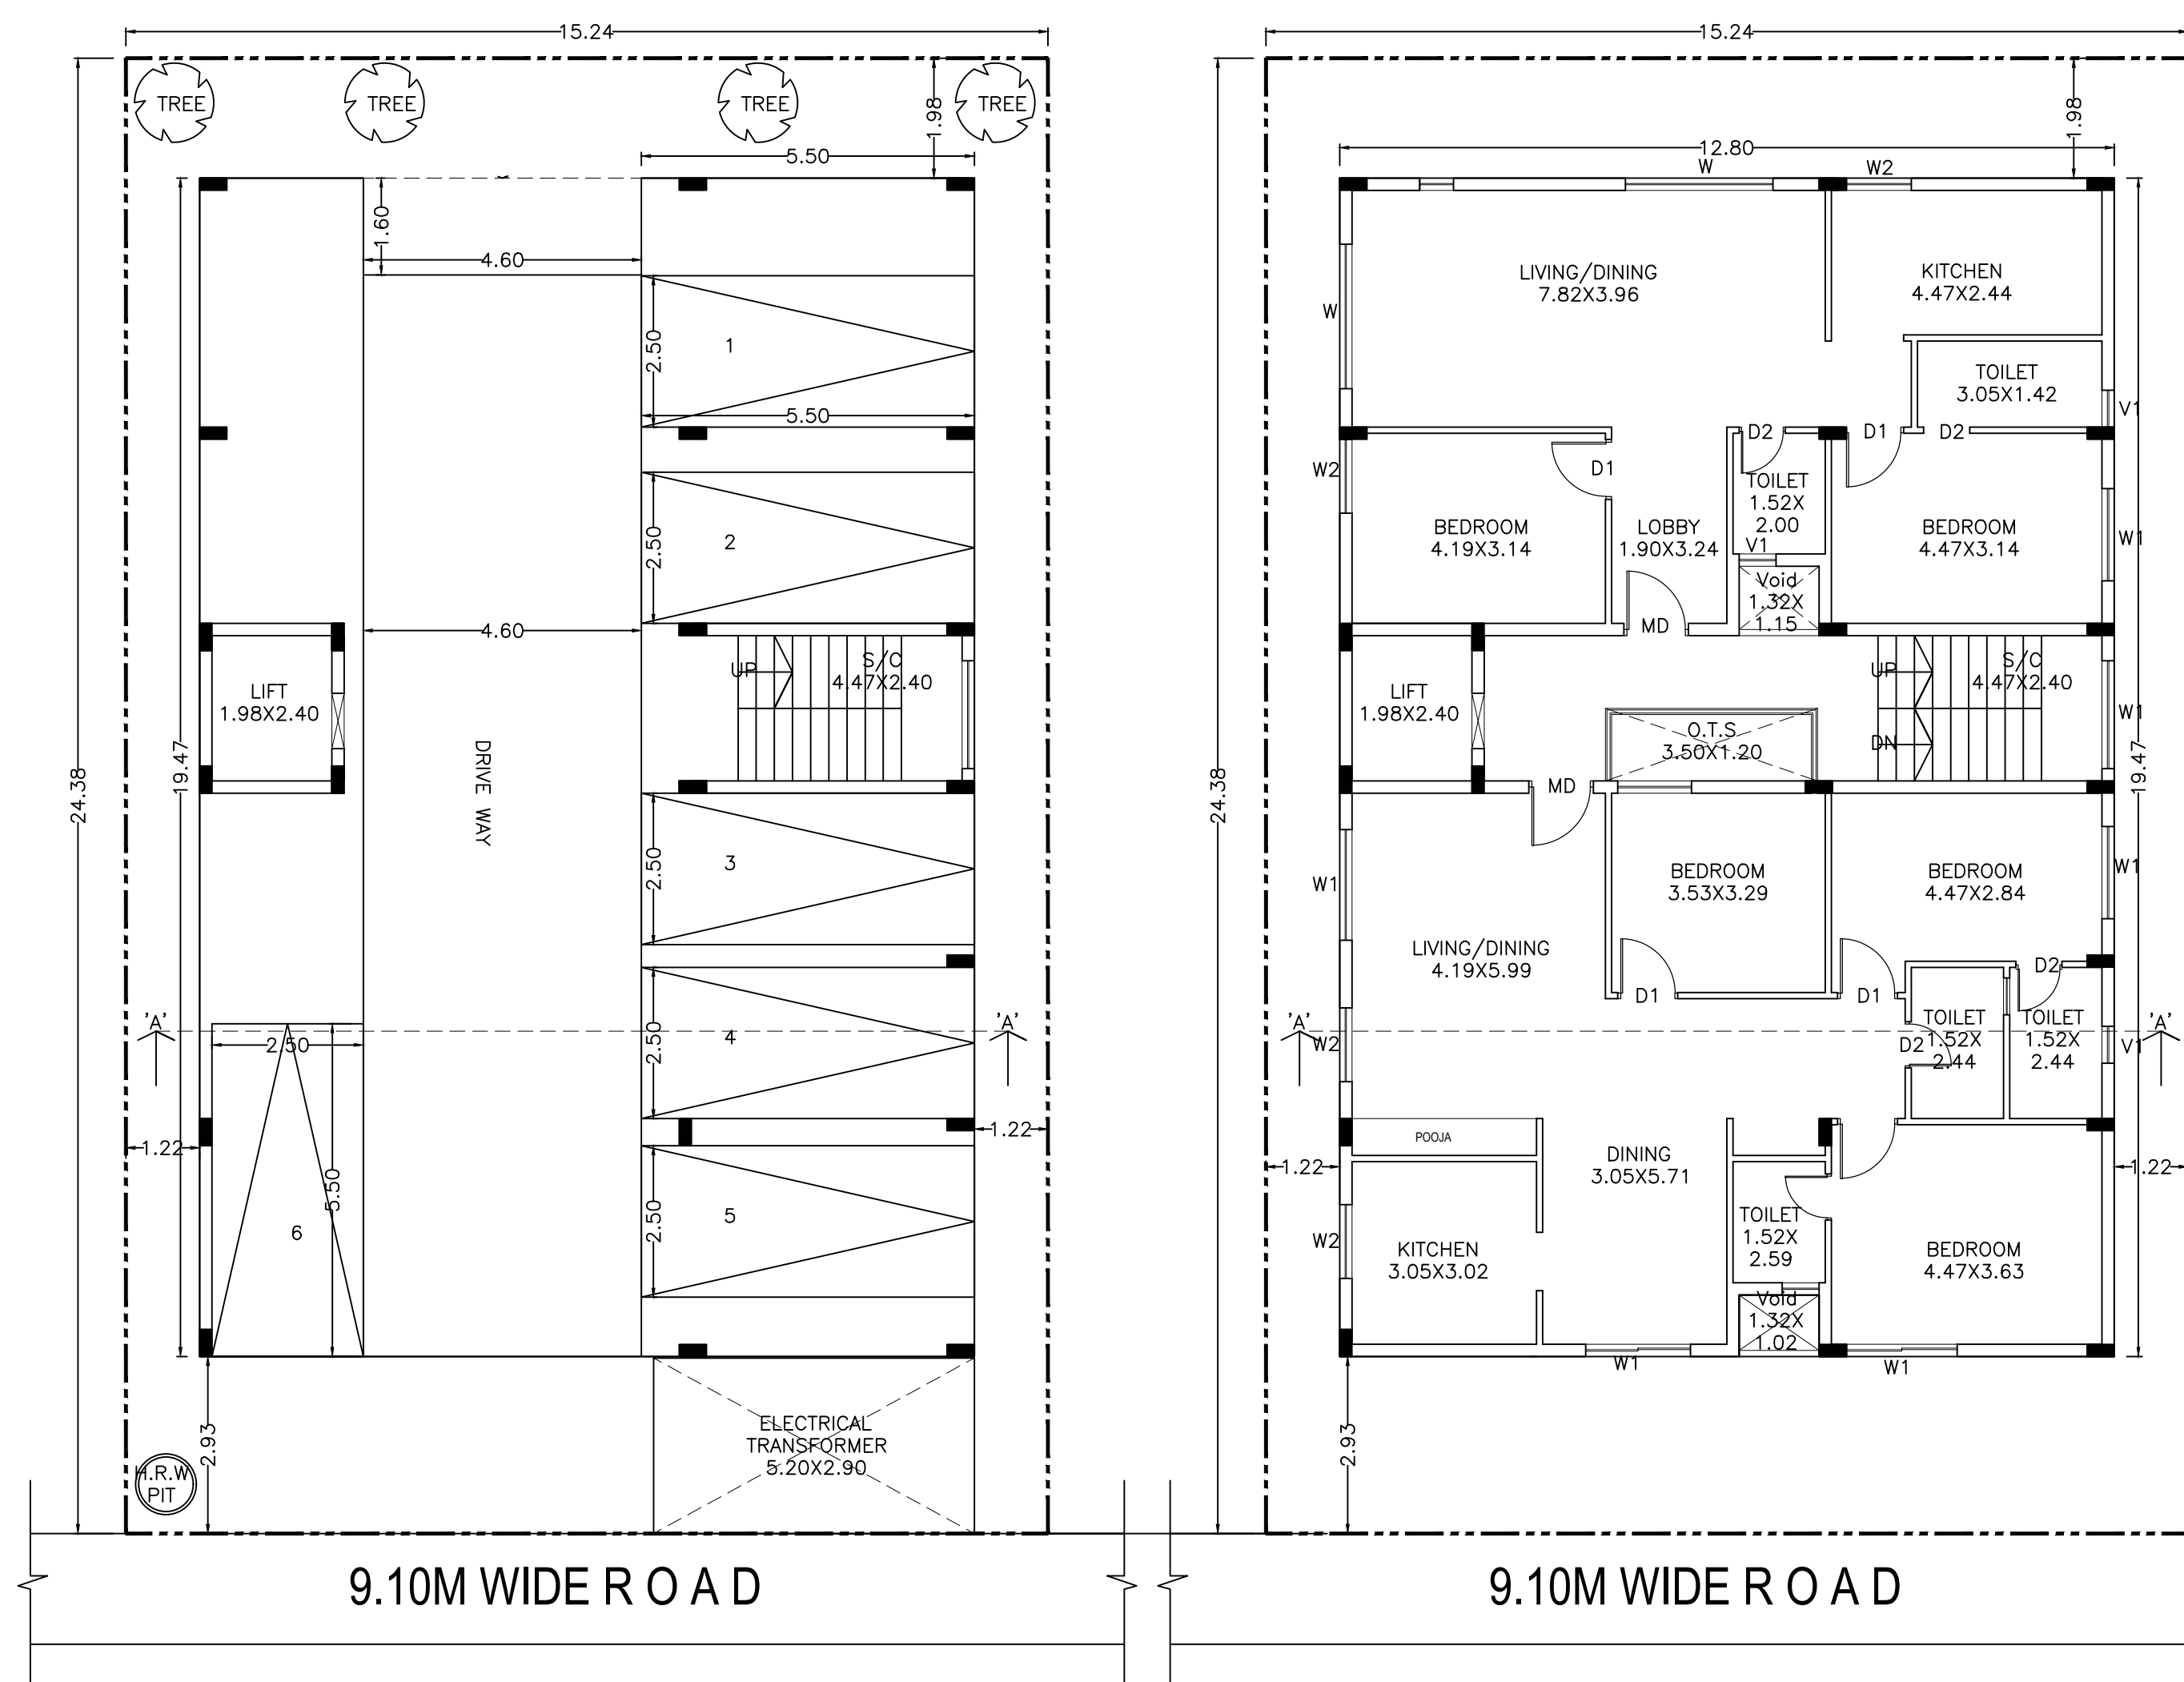 15.24
TREE
TREE
TREE
TREE
1.98
5.50
1.60
4.60
2.50
1
5.50
2.50
2
4.60
UP
S/C
4.47X2.40
LIFT
1.98X2.40
DRIVE WAY
19.47
24.38
2.50
3
2.50
4
'A'
'A'
2.50
1.22
1.22
5.50
6
2.50
5
2.93
ELECTRICAL
TRANSFORMER
5.20X2.90
H.R.W
PIT
9.10M WIDE R O A D
15.24
1.98
12.80
W
W2
LIVING/DINING
7.82X3.96
KITCHEN
4.47X2.44
W
TOILET
3.05X1.42
V1
D2
D1
D2
W2
D1
TOILET
1.52X
2.00
V1
BEDROOM
4.19X3.14
LOBBY
1.90X3.24
BEDROOM
4.47X3.14
W1
Void
1.32X
1.15
MD
LIFT
1.98X2.40
UP
S/C
4.47X2.40
W1
O.T.S
3.50X1.20
DN
19.47
24.38
MD
W1
BEDROOM
3.53X3.29
BEDROOM
4.47X2.84
W1
LIVING/DINING
4.19X5.99
D1
D1
D2
'A'
W2
D2
TOILET
1.52X
2.44
TOILET
1.52X
2.44
V1
'A'
POOJA
1.22
DINING
3.05X5.71
1.22
W2
KITCHEN
3.05X3.02
TOILET
1.52X
2.59
BEDROOM
4.47X3.63
Void
1.32X
1.02
W1
W1
2.93
9.10M WIDE R O A D